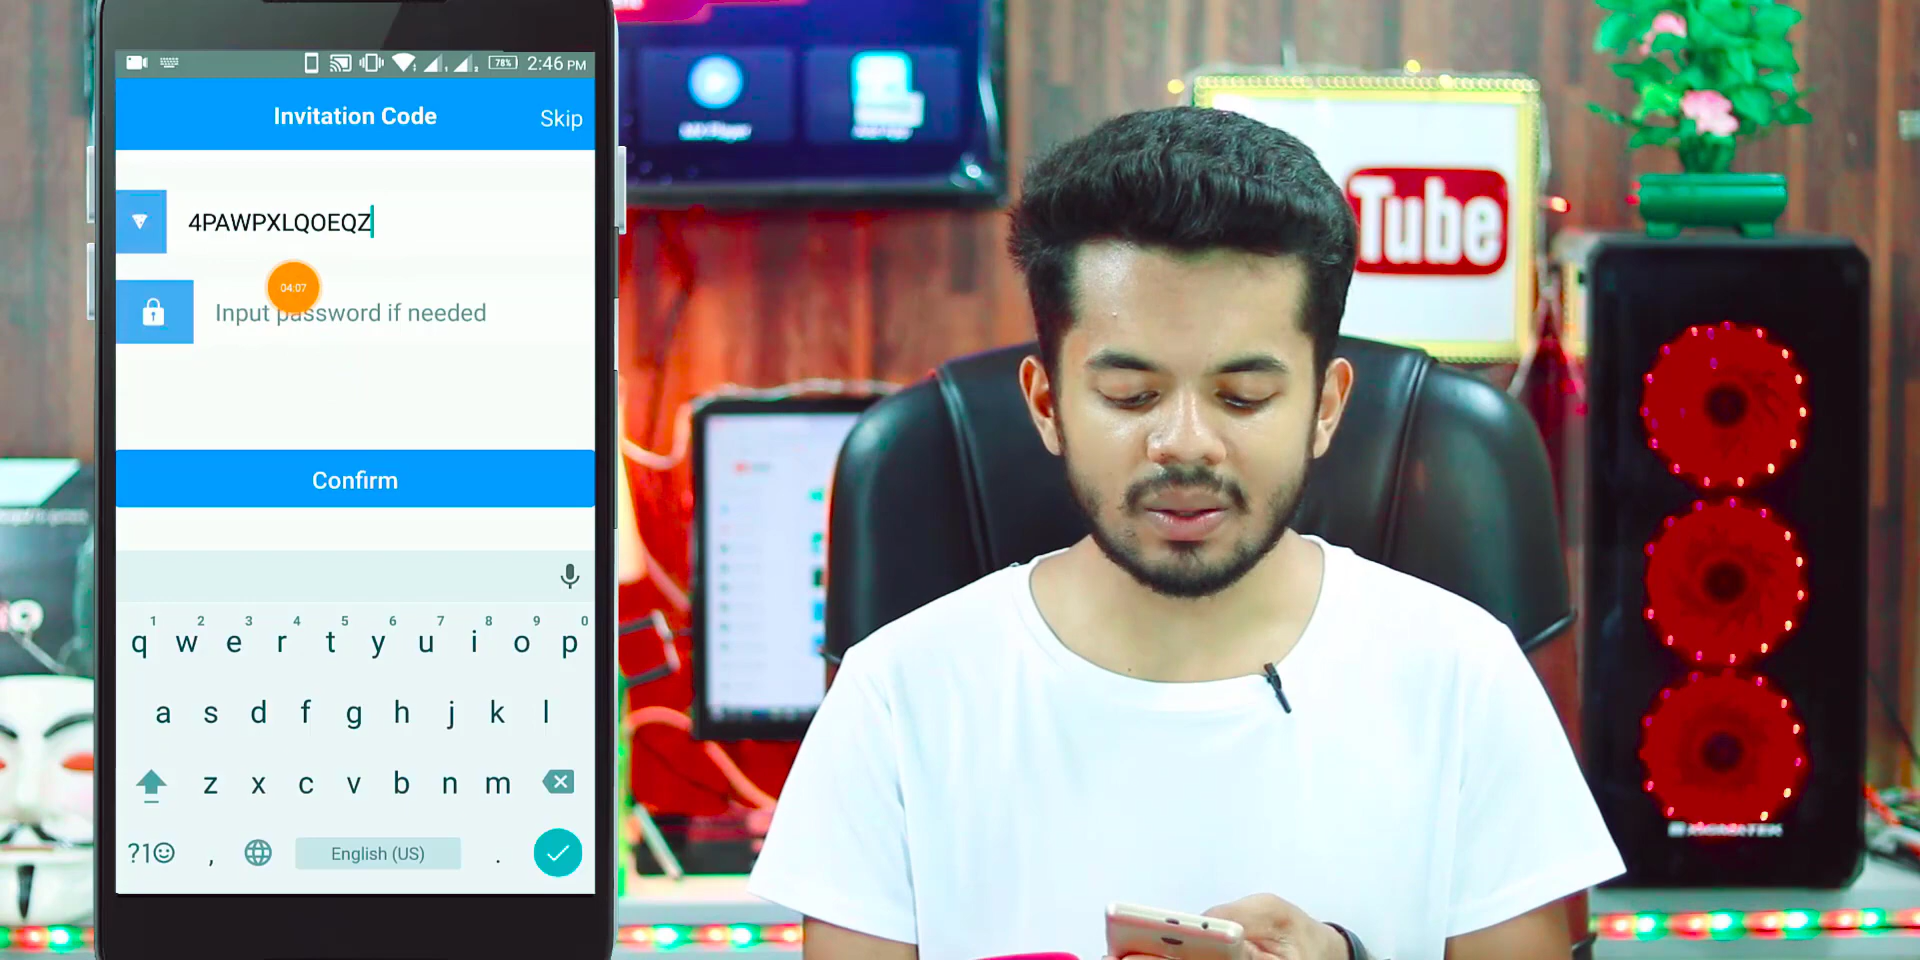 2:46 PM
78%
Invitation Code
Skip
4PAWPXLQOEQZ
04:07
Input password if needed
Confirm
1 2 3 4 5 6 7 8 9 0
q w e r t y u i o p
a s d f g h j k l
z x c v b n m
?1☺ , English (US) .
Tube